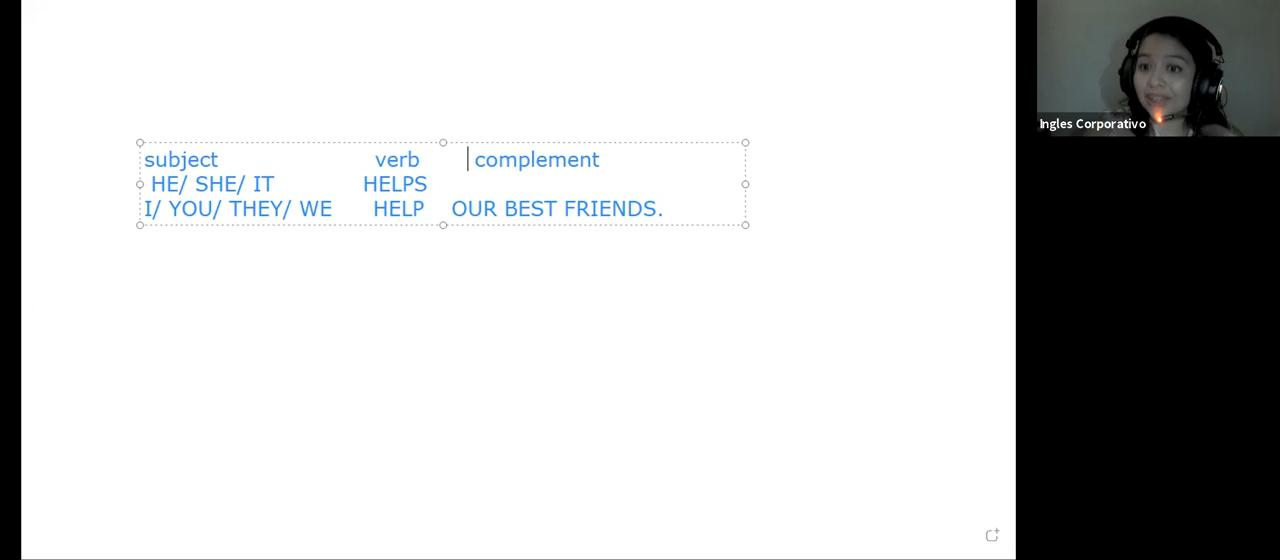 subject verb complement
HE/ SHE/ IT HELPS
I/ YOU/ THEY/ WE HELP OUR BEST FRIENDS.
Ingles Corporativo